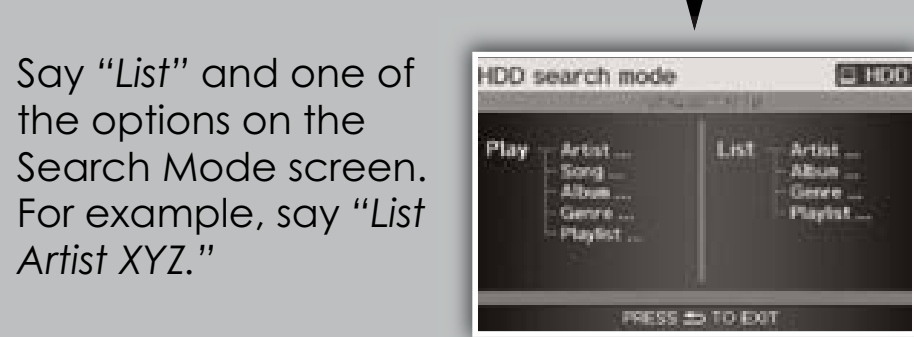 Say “List” and one of
the options on the
Search Mode screen.
For example, say “List
Artist XYZ.”
HDD search mode
HDD
Play
Artist ...
Song ...
Album ...
Genre ...
Playlist ...
List
Artist ...
Album ...
Genre ...
Playlist ...
PRESS TO EXIT